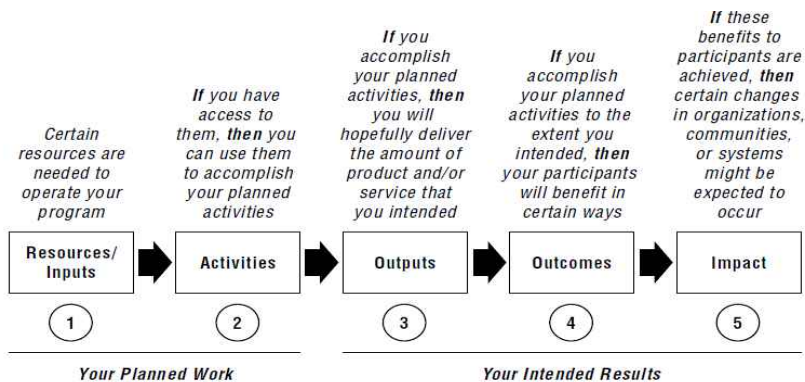 Certain
resources are
needed to
operate your
program
If you have
access to
them, then you
can use them
to accomplish
your planned
activities
If you
accomplish
your planned
activities, then
you will
hopefully deliver
the amount of
product and/or
service that
you intended
If you
accomplish
your planned
activities to the
extent you
intended, then
your participants
will benefit in
certain ways
If these
benefits to
participants are
achieved, then
certain changes
in organizations,
communities,
or systems
might be
expected to
occur
Resources/
Inputs
Activities
Outputs
Outcomes
Impact
1
2
3
4
5
Your Planned Work
Your Intended Results